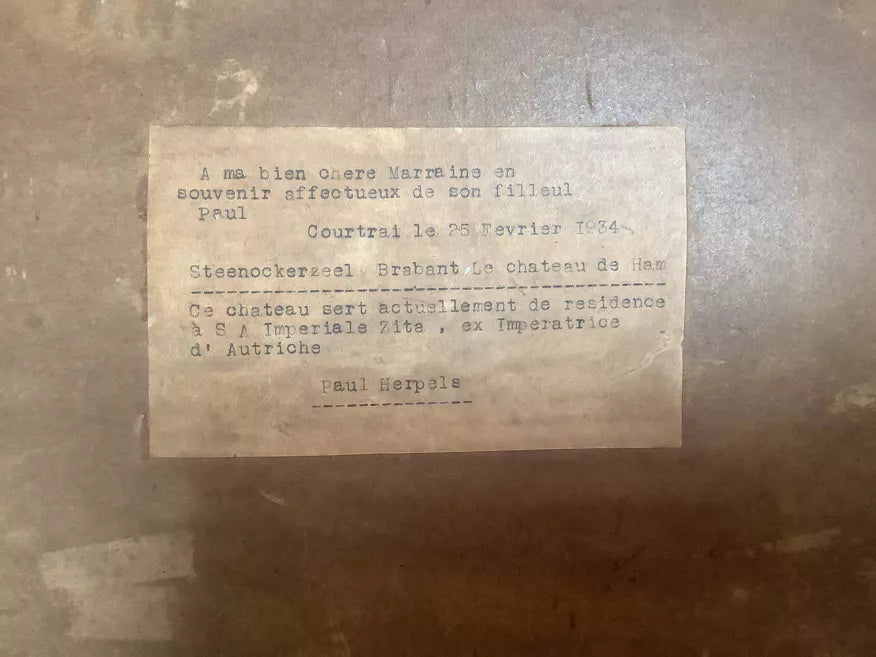 A ma bien chere Marraine en
souvenir affectueux de son filleul
Paul
Courtrai le 25 Fevrier 1934
Steenockerzeel Brabant Le chateau de Ham
Ce chateau sert actuellement de residence
à S A Imperiale Zita , ex Imperatrice
d' Autriche
Paul Herpels